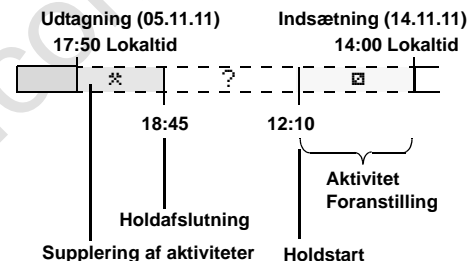 Udtagning (05.11.11) Indsætning (14.11.11)
17:50 Lokaltid 14:00 Lokaltid
?
18:45 12:10
Aktivitet
Foranstilling
Holdafslutning
Supplering af aktiviteter Holdstart